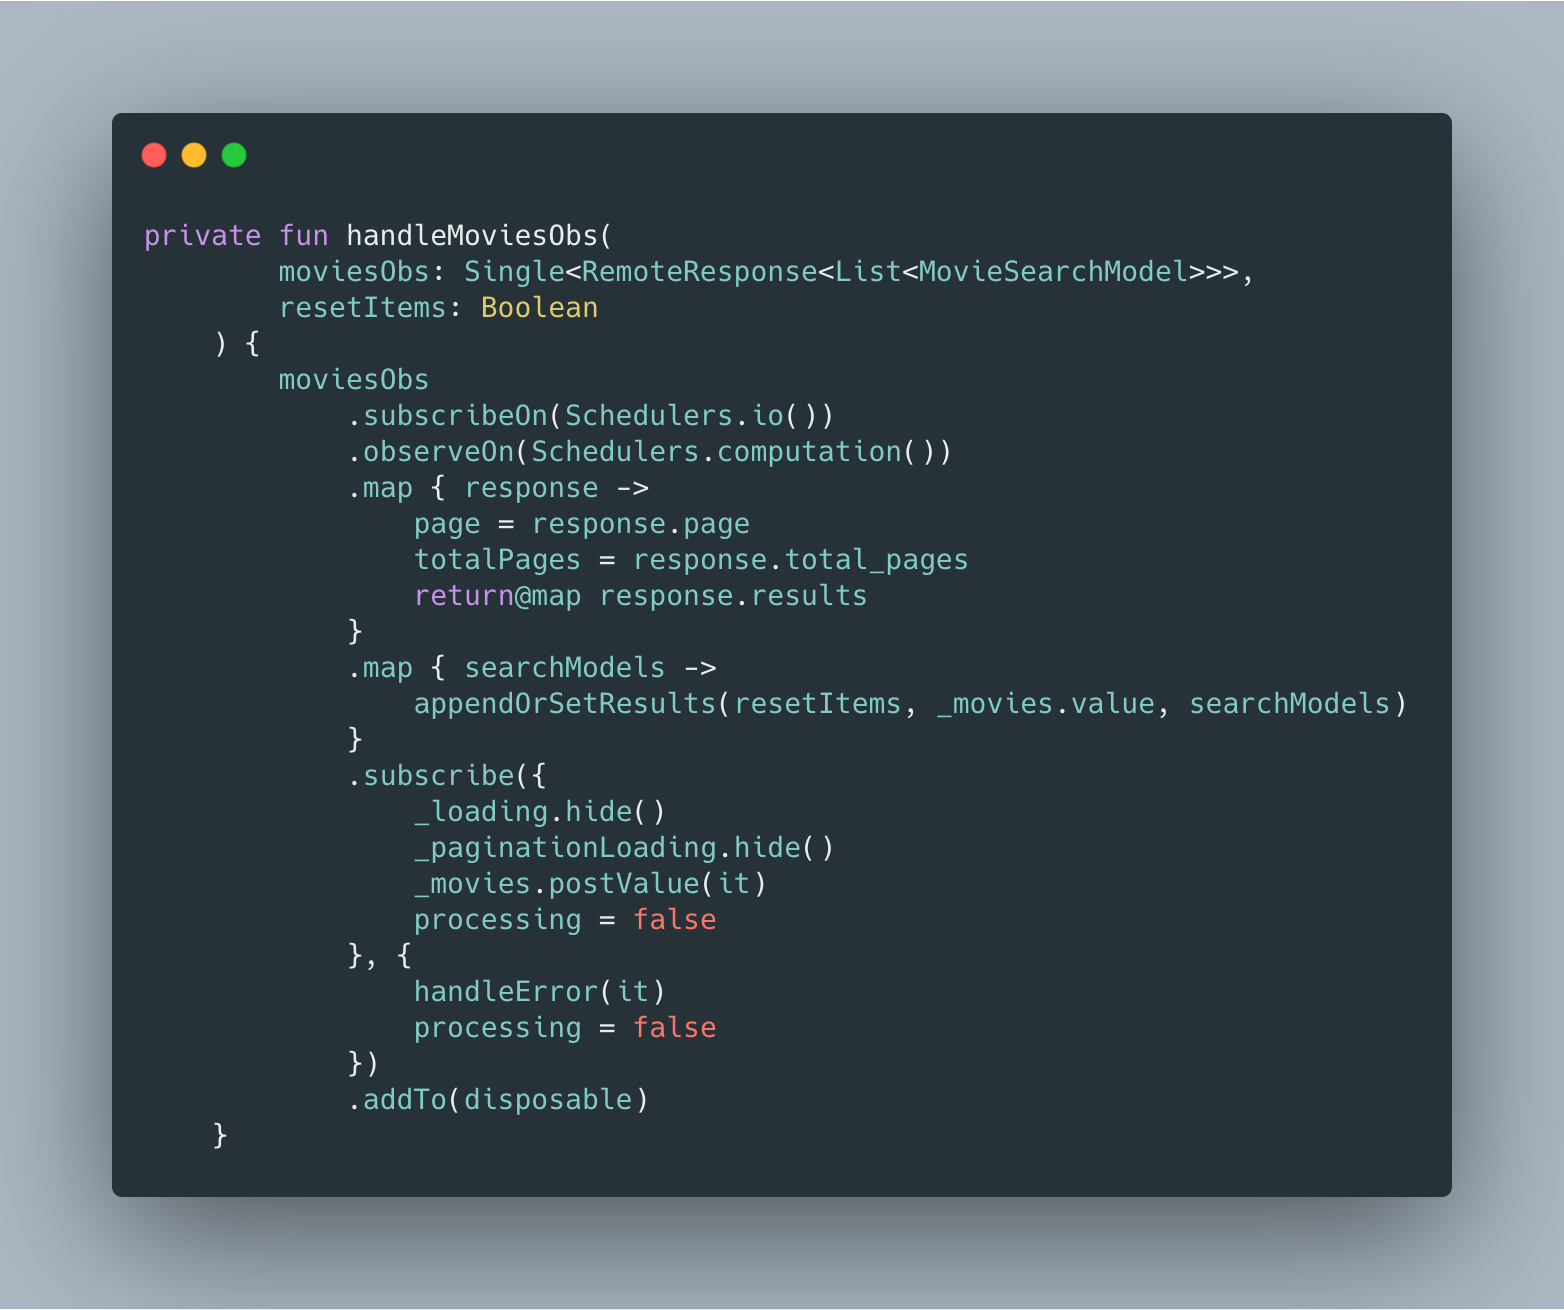 private fun handleMoviesObs(
        moviesObs: Single<RemoteResponse<List<MovieSearchModel>>>,
        resetItems: Boolean
    ) {
        moviesObs
            .subscribeOn(Schedulers.io())
            .observeOn(Schedulers.computation())
            .map { response ->
                page = response.page
                totalPages = response.total_pages
                return@map response.results
            }
            .map { searchModels ->
                appendOrSetResults(resetItems, _movies.value, searchModels)
            }
            .subscribe({
                _loading.hide()
                _paginationLoading.hide()
                _movies.postValue(it)
                processing = false
            }, {
                handleError(it)
                processing = false
            })
            .addTo(disposable)
    }